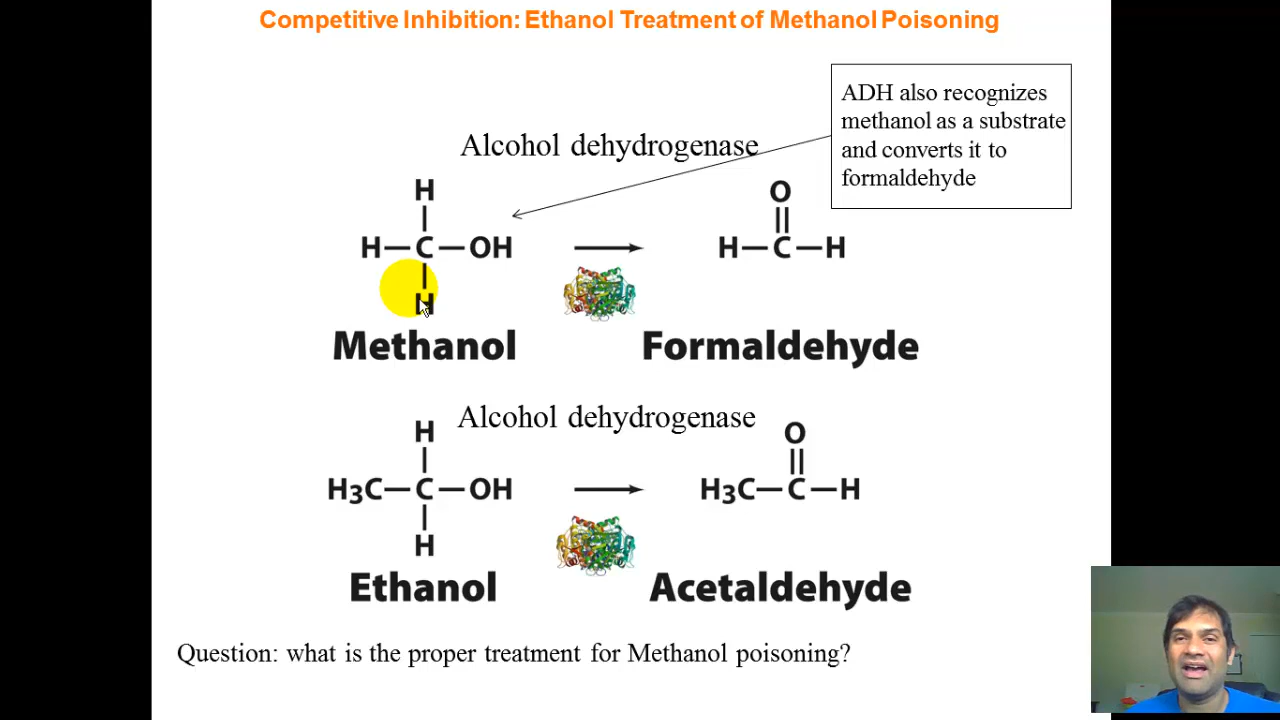 Competitive Inhibition: Ethanol Treatment of Methanol Poisoning
ADH also recognizes
methanol as a substrate
and converts it to
formaldehyde
Alcohol dehydrogenase
H
H—C—OH
H
Methanol
O
H—C—H
Formaldehyde
Alcohol dehydrogenase
H
H3C—C—OH
H
Ethanol
O
H3C—C—H
Acetaldehyde
Question: what is the proper treatment for Methanol poisoning?